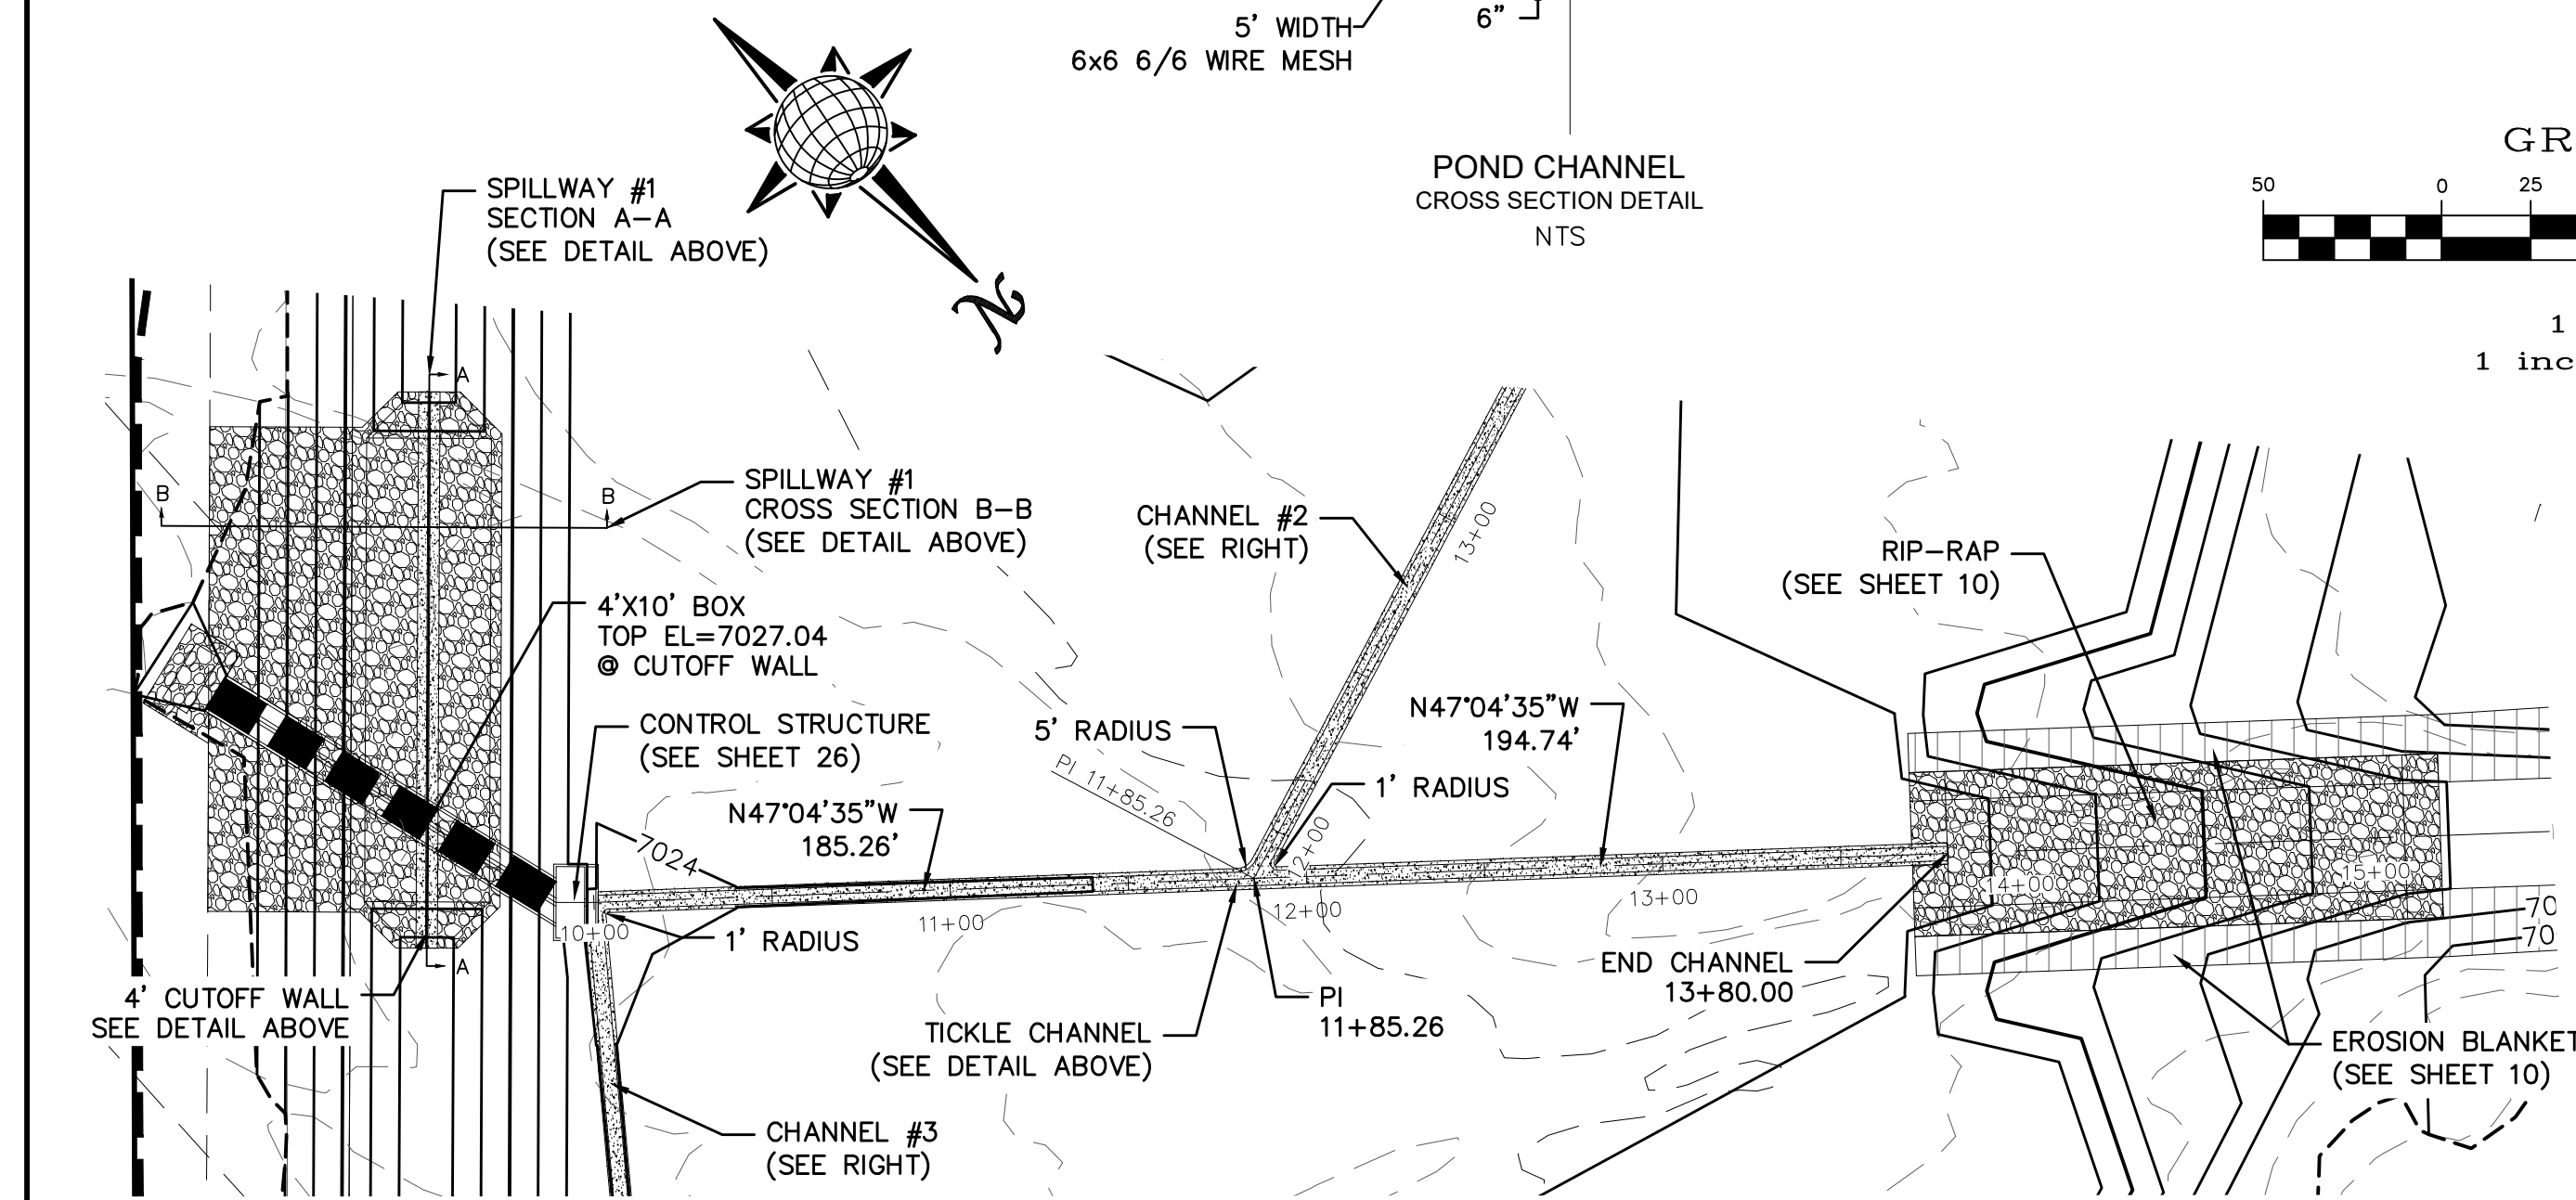 5' WIDTH
6x6 6/6 WIRE MESH
6"
POND CHANNEL
CROSS SECTION DETAIL
NTS
GR
50 0 25
1
1 inc
N
SPILLWAY #1
SECTION A-A
(SEE DETAIL ABOVE)
A
B
B
SPILLWAY #1
CROSS SECTION B-B
(SEE DETAIL ABOVE)
4'X10' BOX
TOP EL=7027.04
@ CUTOFF WALL
CONTROL STRUCTURE
(SEE SHEET 26)
N47°04'35"W
185.26'
7024
CHANNEL #2
(SEE RIGHT)
13+00
5' RADIUS
PI 11+85.26
1' RADIUS
12+00
N47°04'35"W
194.74'
RIP-RAP
(SEE SHEET 10)
10+00
11+00
12+00
13+00
14+00
15+00
1' RADIUS
A
4' CUTOFF WALL
SEE DETAIL ABOVE
TICKLE CHANNEL
(SEE DETAIL ABOVE)
PI
11+85.26
END CHANNEL
13+80.00
70
70
EROSION BLANKET
(SEE SHEET 10)
CHANNEL #3
(SEE RIGHT)